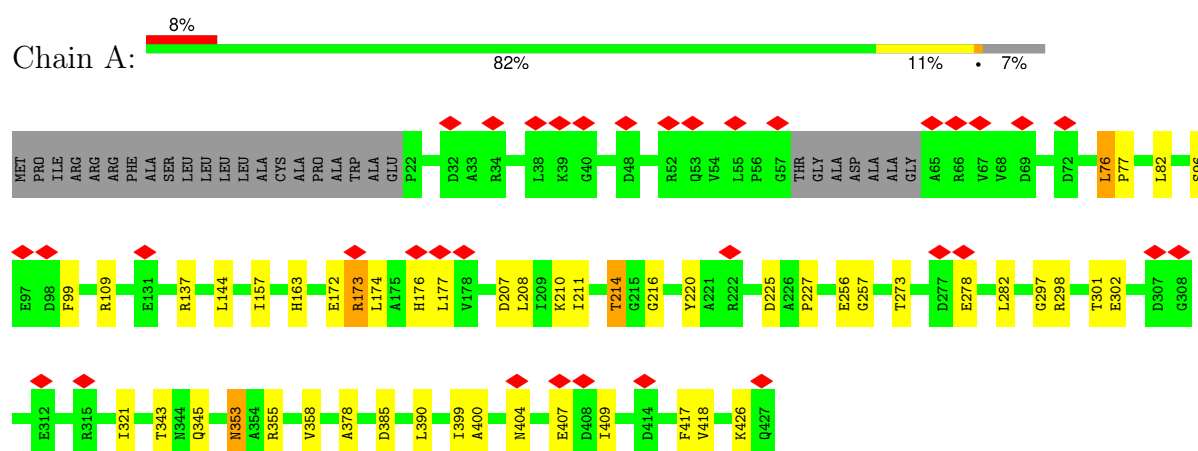 8%
Chain A:
82% 11% • 7%
MET PRO ILE ARG ARG ARG PHE ALA SER LEU LEU LEU LEU LEU ALA CYS ALA PRO ALA TRP ALA GLU P22 D32 A33 R34 L38 K39 G40 D48 R52 Q53 V54 L55 P56 G57 THR GLY ALA ASP ALA ALA GLY A65 R66 V67 V68 D69 D72 L76 P77 L82
E97 D98 F99 R109 E131 R137 L144 I157 H163 E172 R173 L174 A175 H176 L177 V178 D207 L208 I209 K210 I211 T214 G215 G216 Y220 A221 R222 D225 A226 P227 E256 G257 T273 D277 E278 L282 G297 R298 T301 E302 D307 G308
E312 R315 I321 T343 N344 Q345 N353 A354 R355 V358 A378 D385 L390 I399 A400 N404 E407 D408 I409 D414 F417 V418 K426 Q427